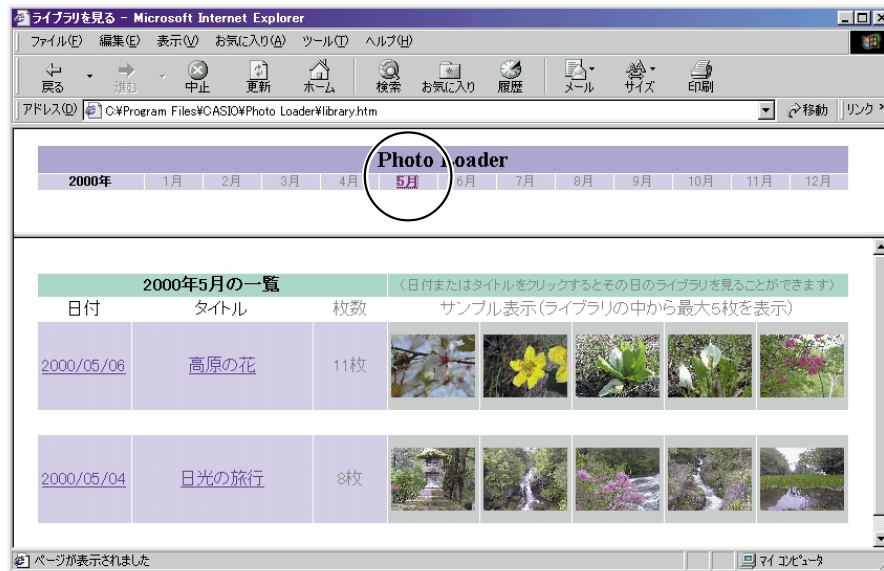 ライブラリを見る - Microsoft Internet Explorer
ファイル(F) 編集(E) 表示(V) お気に入り(A) ツール(T) ヘルプ(H)
戻る 進む 中止 更新 ホーム 検索 お気に入り 履歴 メール サイズ 印刷
アドレス(D) C:¥Program Files¥CASIO¥Photo Loader¥library.htm 移動 リンク »
Photo Loader
2000年 1月 2月 3月 4月 5月 6月 7月 8月 9月 10月 11月 12月
2000年5月の一覧 (日付またはタイトルをクリックするとその日のライブラリを見ることができます)
日付 タイトル 枚数 サンプル表示(ライブラリの中から最大5枚を表示)
2000/05/06 高原の花 11枚
2000/05/04 日光の旅行 8枚
ページが表示されました マイ コンピュータ